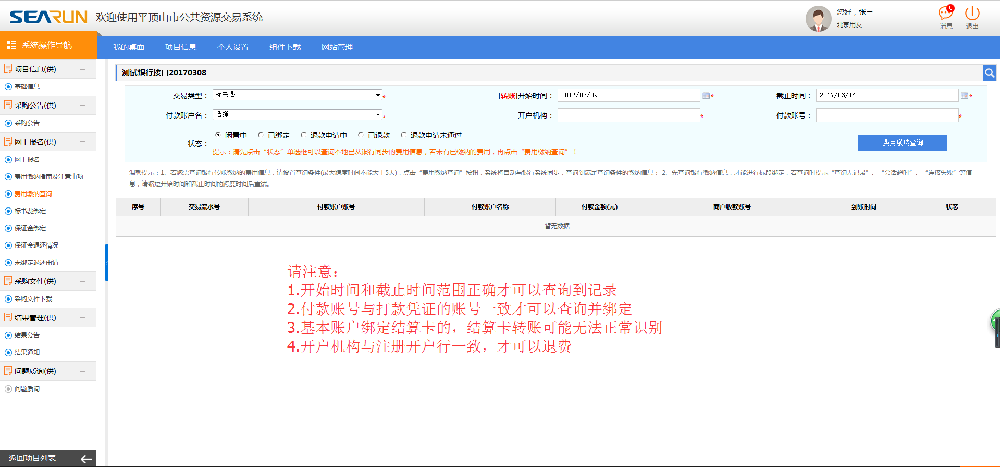 SEARUN 欢迎使用平顶山市公共资源交易系统
您好，张三
北京用友
0
消息
退出
系统操作导航
我的桌面 项目信息 个人设置 组件下载 网站管理
项目信息(供)
基础信息
采购公告(供)
采购公告
网上报名(供)
网上报名
费用缴纳指南及注意事项
费用缴纳查询
标书费绑定
保证金绑定
保证金退还情况
未绑定退还申请
采购文件(供)
采购文件下载
结果管理(供)
结果公告
结果通知
问题质询(供)
问题质询
返回项目列表
测试银行接口20170308
交易类型： 标书费 * [转账]开始时间： 2017/03/09 * 截止时间： 2017/03/14 *
付款账户名： 选择 * 开户机构： * 付款账号： *
状态： 闲置中 已绑定 退款申请中 已退款 退款申请未通过
提示：请先点击“状态”单选框可以查询本地已从银行同步的费用信息，若未有已缴纳的费用，再点击“费用缴纳查询”！
费用缴纳查询
温馨提示：1、若您需查询银行转账缴纳的费用信息，请设置查询条件(最大跨度时间不能大于5天)，点击“费用缴纳查询”按钮，系统将自动与银行系统同步，查询到满足查询条件的缴纳信息； 2、先查询银行缴纳信息，才能进行标段绑定，若查询时提示“查询无记录”、“会话超时”、“连接失败”等信
息，请缩短开始时间和截止时间的跨度时间后重试。
序号 交易流水号 付款账户账号 付款账户名称 付款金额(元) 商户收款账号 到账时间 状态
暂无数据
请注意：
1.开始时间和截止时间范围正确才可以查询到记录
2.付款账号与打款凭证的账号一致才可以查询并绑定
3.基本账户绑定结算卡的，结算卡转账可能无法正常识别
4.开户机构与注册开户行一致，才可以退费